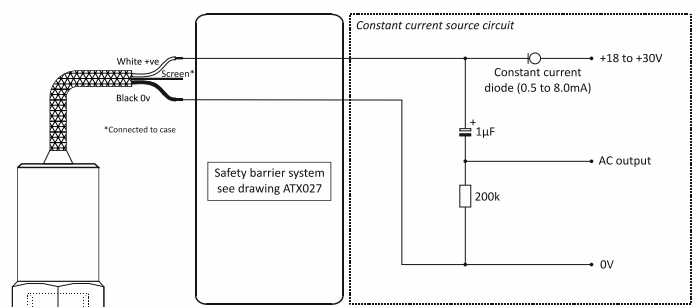 Constant current source circuit
White +ve
Screen*
Black 0v
*Connected to case
Safety barrier system
see drawing ATX027
+18 to +30V
Constant current
diode (0.5 to 8.0mA)
+
1µF
AC output
200k
0V